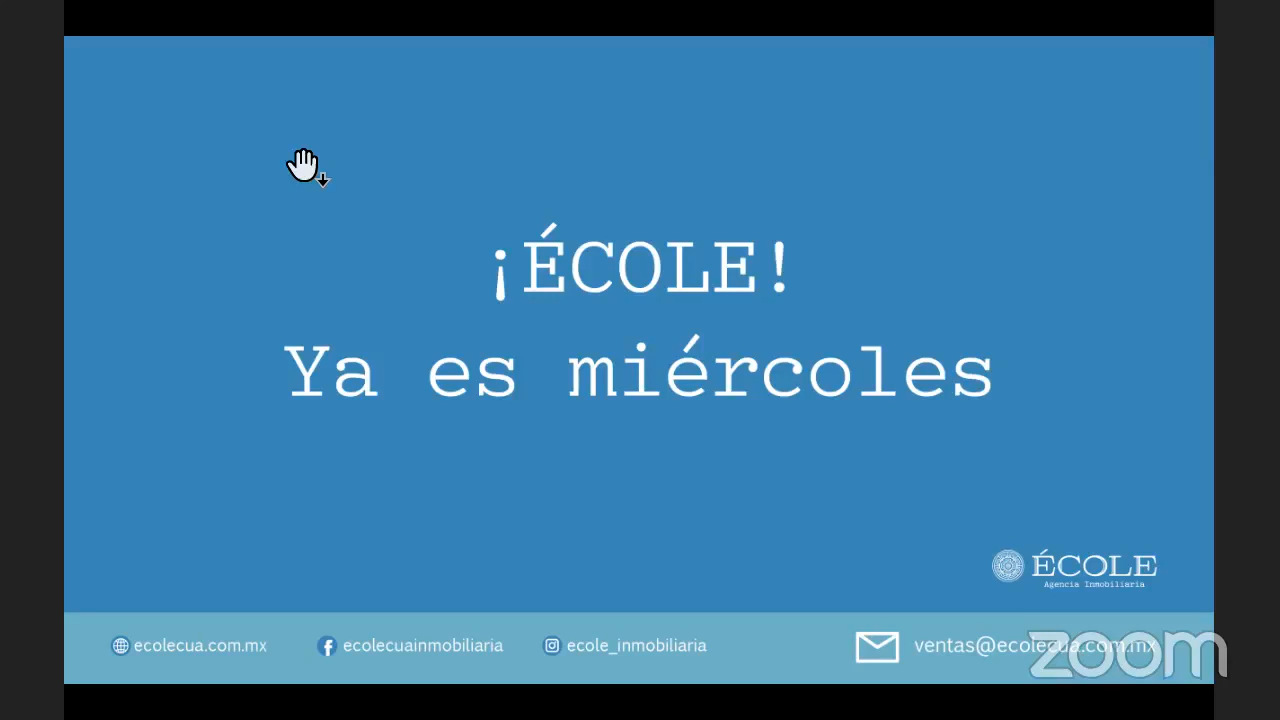 ¡ÉCOLE!
Ya es miércoles
ÉCOLE
Agencia Inmobiliaria
ecolecua.com.mx
ecolecuainmobiliaria
ecole_inmobiliaria
ventas@ecolecua.com.mx
zoom